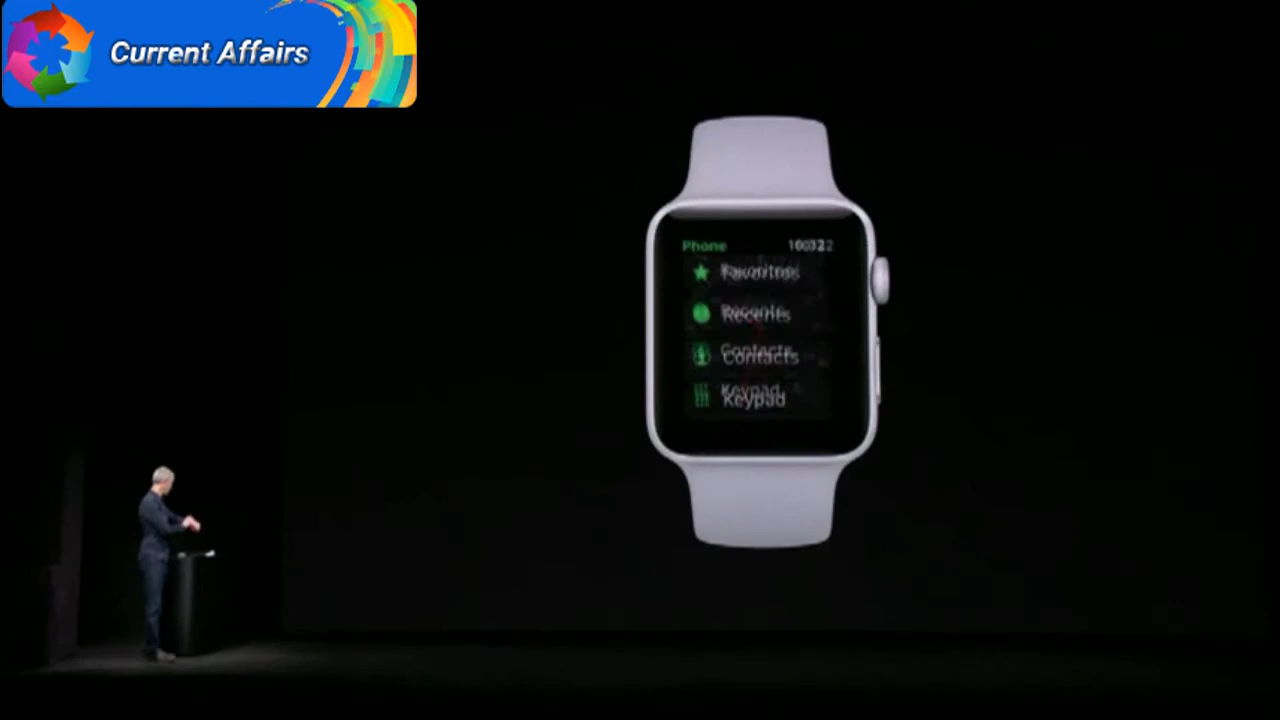 Current Affairs
Phone
Favorites
Recents
Contacts
Keypad